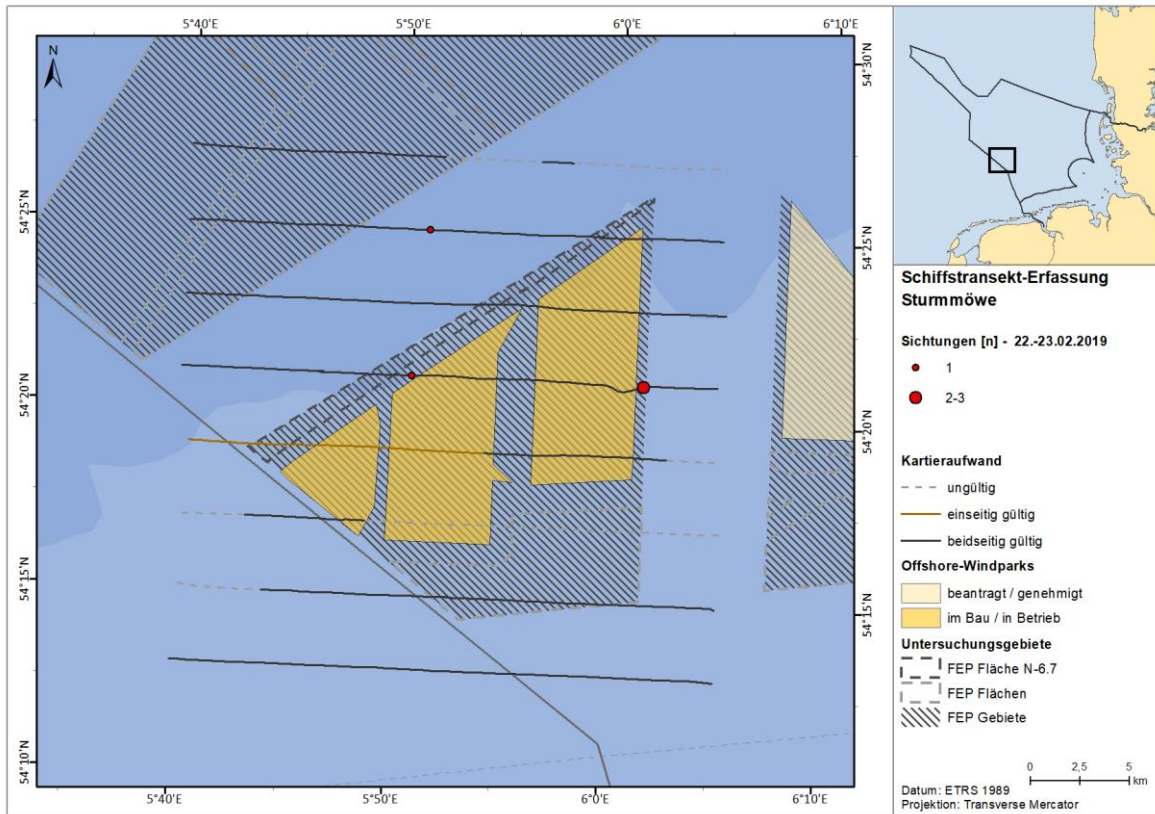 5°40'E
5°50'E
6°0'E
6°10'E
N
54°30'N
54°25'N
54°25'N
54°20'N
54°20'N
54°15'N
54°15'N
54°10'N
5°40'E
5°50'E
6°0'E
6°10'E
Schiffstransekt-Erfassung
Sturmmöwe
Sichtungen [n] - 22.-23.02.2019
1
2-3
Kartieraufwand
ungültig
einseitig gültig
beidseitig gültig
Offshore-Windparks
beantragt / genehmigt
im Bau / in Betrieb
Untersuchungsgebiete
FEP Fläche N-6.7
FEP Flächen
FEP Gebiete
0 2,5 5
km
Datum: ETRS 1989
Projektion: Transverse Mercator